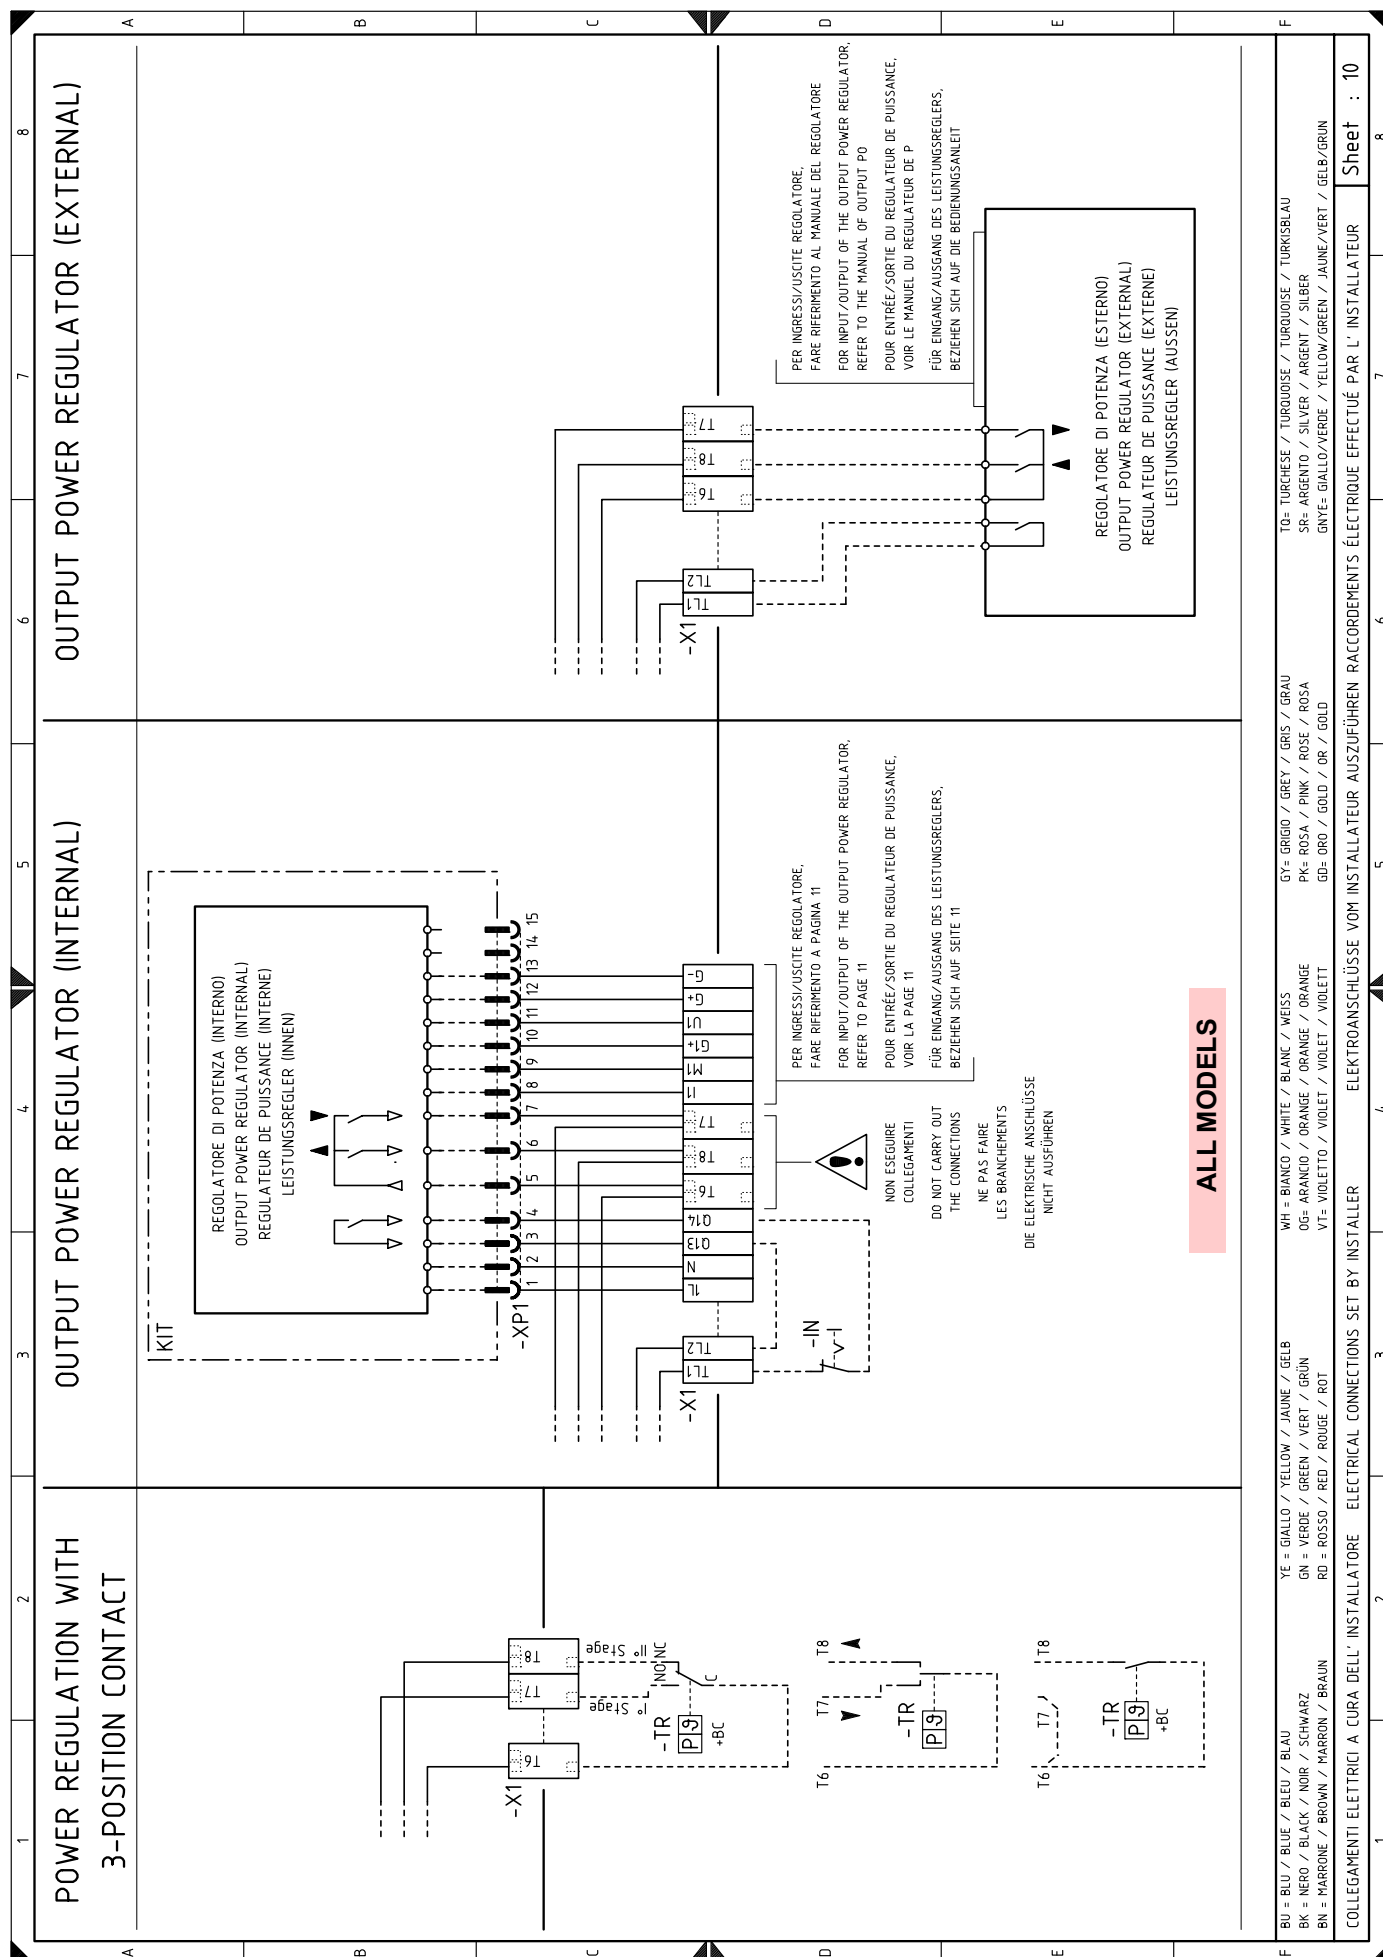 1
2
3
4
5
6
7
8
A
B
C
D
E
F
POWER REGULATION WITH
3-POSITION CONTACT
-X1
T6
T7
T8
I° Stage
II° Stage
NO
NC
C
-TR
P
ϑ
+BC
T6
T7
T8
-TR
P
ϑ
T6
T7
T8
-TR
P
ϑ
+BC
OUTPUT POWER REGULATOR (INTERNAL)
KIT
REGOLATORE DI POTENZA (INTERNO)
OUTPUT POWER REGULATOR (INTERNAL)
REGULATEUR DE PUISSANCE (INTERNE)
LEISTUNGSREGLER (INNEN)
-XP1
1
2
3
4
5
6
7
8
9
10
11
12
13
14
15
-X1
TL1
TL2
1L
N
Q13
Q14
T6
T8
T7
I1
M1
G1+
U1
G+
G-
-IN
NON ESEGUIRE
COLLEGAMENTI
DO NOT CARRY OUT
THE CONNECTIONS
NE PAS FAIRE
LES BRANCHEMENTS
DIE ELEKTRISCHE ANSCHLÜSSE
NICHT AUSFÜHREN
PER INGRESSI/USCITE REGOLATORE,
FARE RIFERIMENTO A PAGINA 11
FOR INPUT/OUTPUT OF THE OUTPUT POWER REGULATOR,
REFER TO PAGE 11
POUR ENTRÉE/SORTIE DU REGULATEUR DE PUISSANCE,
VOIR LA PAGE 11
FÜR EINGANG/AUSGANG DES LEISTUNGSREGLERS,
BEZIEHEN SICH AUF SEITE 11
ALL MODELS
OUTPUT POWER REGULATOR (EXTERNAL)
-X1
TL1
TL2
T6
T8
T7
PER INGRESSI/USCITE REGOLATORE,
FARE RIFERIMENTO AL MANUALE DEL REGOLATORE
FOR INPUT/OUTPUT OF THE OUTPUT POWER REGULATOR,
REFER TO THE MANUAL OF OUTPUT PO
POUR ENTRÉE/SORTIE DU REGULATEUR DE PUISSANCE,
VOIR LE MANUEL DU REGULATEUR DE P
FÜR EINGANG/AUSGANG DES LEISTUNGSREGLERS,
BEZIEHEN SICH AUF DIE BEDIENUNGSANLEIT
REGOLATORE DI POTENZA (ESTERNO)
OUTPUT POWER REGULATOR (EXTERNAL)
REGULATEUR DE PUISSANCE (EXTERNE)
LEISTUNGSREGLER (AUSSEN)
BU = BLU / BLUE / BLEU / BLAU
BK = NERO / BLACK / NOIR / SCHWARZ
BN = MARRONE / BROWN / MARRON / BRAUN
YE = GIALLO / YELLOW / JAUNE / GELB
GN = VERDE / GREEN / VERT / GRÜN
RD = ROSSO / RED / ROUGE / ROT
WH = BIANCO / WHITE / BLANC / WEISS
OG= ARANCIO / ORANGE / ORANGE / ORANGE
VT= VIOLETTO / VIOLET / VIOLET / VIOLETT
GY= GRIGIO / GREY / GRIS / GRAU
PK= ROSA / PINK / ROSE / ROSA
GD= ORO / GOLD / OR / GOLD
TQ= TURCHESE / TURQUOISE / TURQUOISE / TURKISBLAU
SR= ARGENTO / SILVER / ARGENT / SILBER
GNYE= GIALLO/VERDE / YELLOW/GREEN / JAUNE/VERT / GELB/GRUN
COLLEGAMENTI ELETTRICI A CURA DELL' INSTALLATORE ELECTRICAL CONNECTIONS SET BY INSTALLER ELEKTROANSCHLÜSSE VOM INSTALLATEUR AUSZUFÜHREN RACCORDEMENTS ÉLECTRIQUE EFFECTUÉ PAR L' INSTALLATEUR
Sheet : 10
A
B
C
D
E
F
1
2
3
4
5
6
7
8